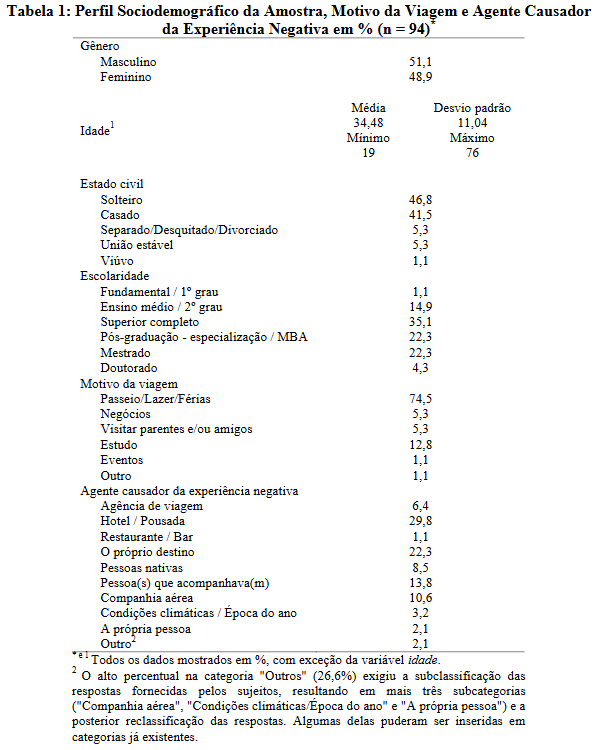 Tabela 1: Perfil Sociodemográfico da Amostra, Motivo da Viagem e Agente Causador
da Experiência Negativa em % (n = 94)*
Gênero
Masculino 51,1
Feminino 48,9
Média Desvio padrão
34,48 11,04
Idade1 Mínimo Máximo
19 76
Estado civil
Solteiro 46,8
Casado 41,5
Separado/Desquitado/Divorciado 5,3
União estável 5,3
Viúvo 1,1
Escolaridade
Fundamental / 1º grau 1,1
Ensino médio / 2º grau 14,9
Superior completo 35,1
Pós-graduação - especialização / MBA 22,3
Mestrado 22,3
Doutorado 4,3
Motivo da viagem
Passeio/Lazer/Férias 74,5
Negócios 5,3
Visitar parentes e/ou amigos 5,3
Estudo 12,8
Eventos 1,1
Outro 1,1
Agente causador da experiência negativa
Agência de viagem 6,4
Hotel / Pousada 29,8
Restaurante / Bar 1,1
O próprio destino 22,3
Pessoas nativas 8,5
Pessoa(s) que acompanhava(m) 13,8
Companhia aérea 10,6
Condições climáticas / Época do ano 3,2
A própria pessoa 2,1
Outro2 2,1
* e 1 Todos os dados mostrados em %, com exceção da variável idade.
2 O alto percentual na categoria "Outros" (26,6%) exigiu a subclassificação das
respostas fornecidas pelos sujeitos, resultando em mais três subcategorias
("Companhia aérea", "Condições climáticas/Época do ano" e "A própria pessoa") e a
posterior reclassificação das respostas. Algumas delas puderam ser inseridas em
categorias já existentes.